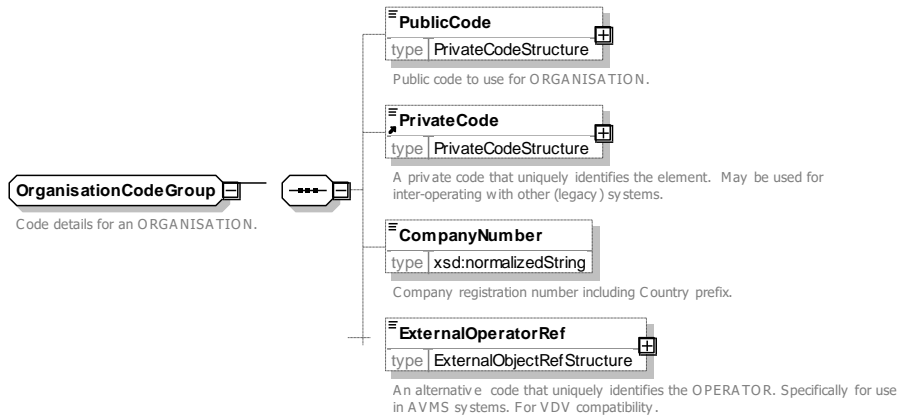 PublicCode
type PrivateCodeStructure
Public code to use for ORGANISATION.
PrivateCode
type PrivateCodeStructure
A private code that uniquely identifies the element. May be used for
inter-operating with other (legacy) systems.
OrganisationCodeGroup
Code details for an ORGANISATION.
CompanyNumber
type xsd:normalizedString
Company registration number including Country prefix.
ExternalOperatorRef
type ExternalObjectRefStructure
An alternative code that uniquely identifies the OPERATOR. Specifically for use
in AVMS systems. For VDV compatibility.